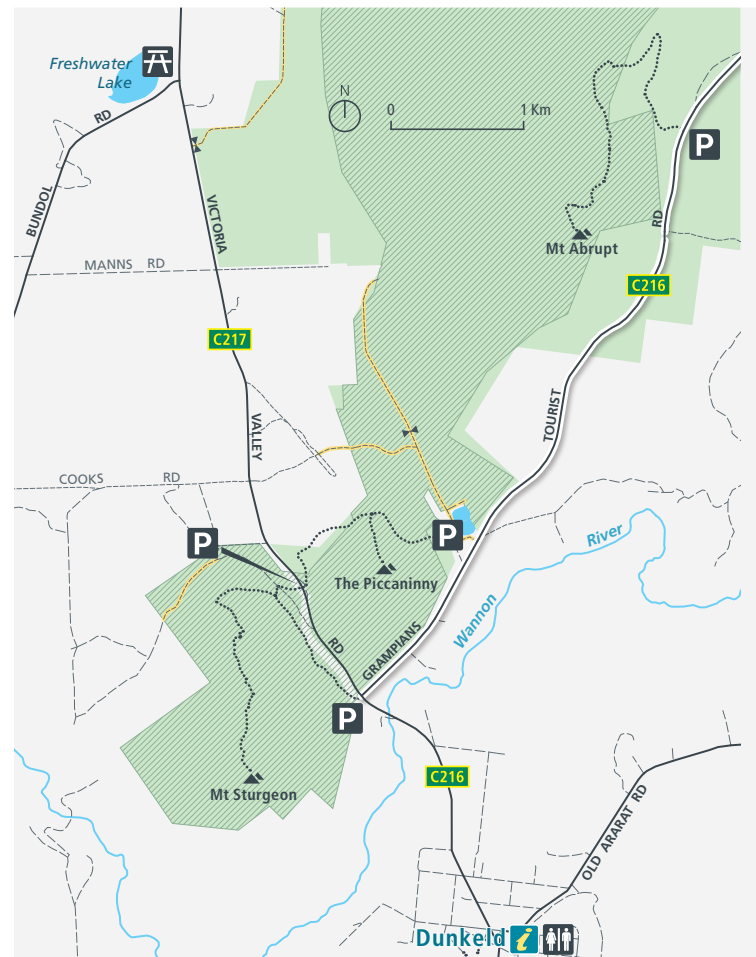 Freshwater
Lake
N
0
1 Km
RD
BUNDOL
P
VICTORIA
RD
Mt Abrupt
MANNS RD
C216
C217
TOURIST
VALLEY
COOKS RD
P
P
River
The Piccaninny
Wannon
RD
GRAMPIANS
P
C216
Mt Sturgeon
OLD ARARAT RD
Dunkeld i